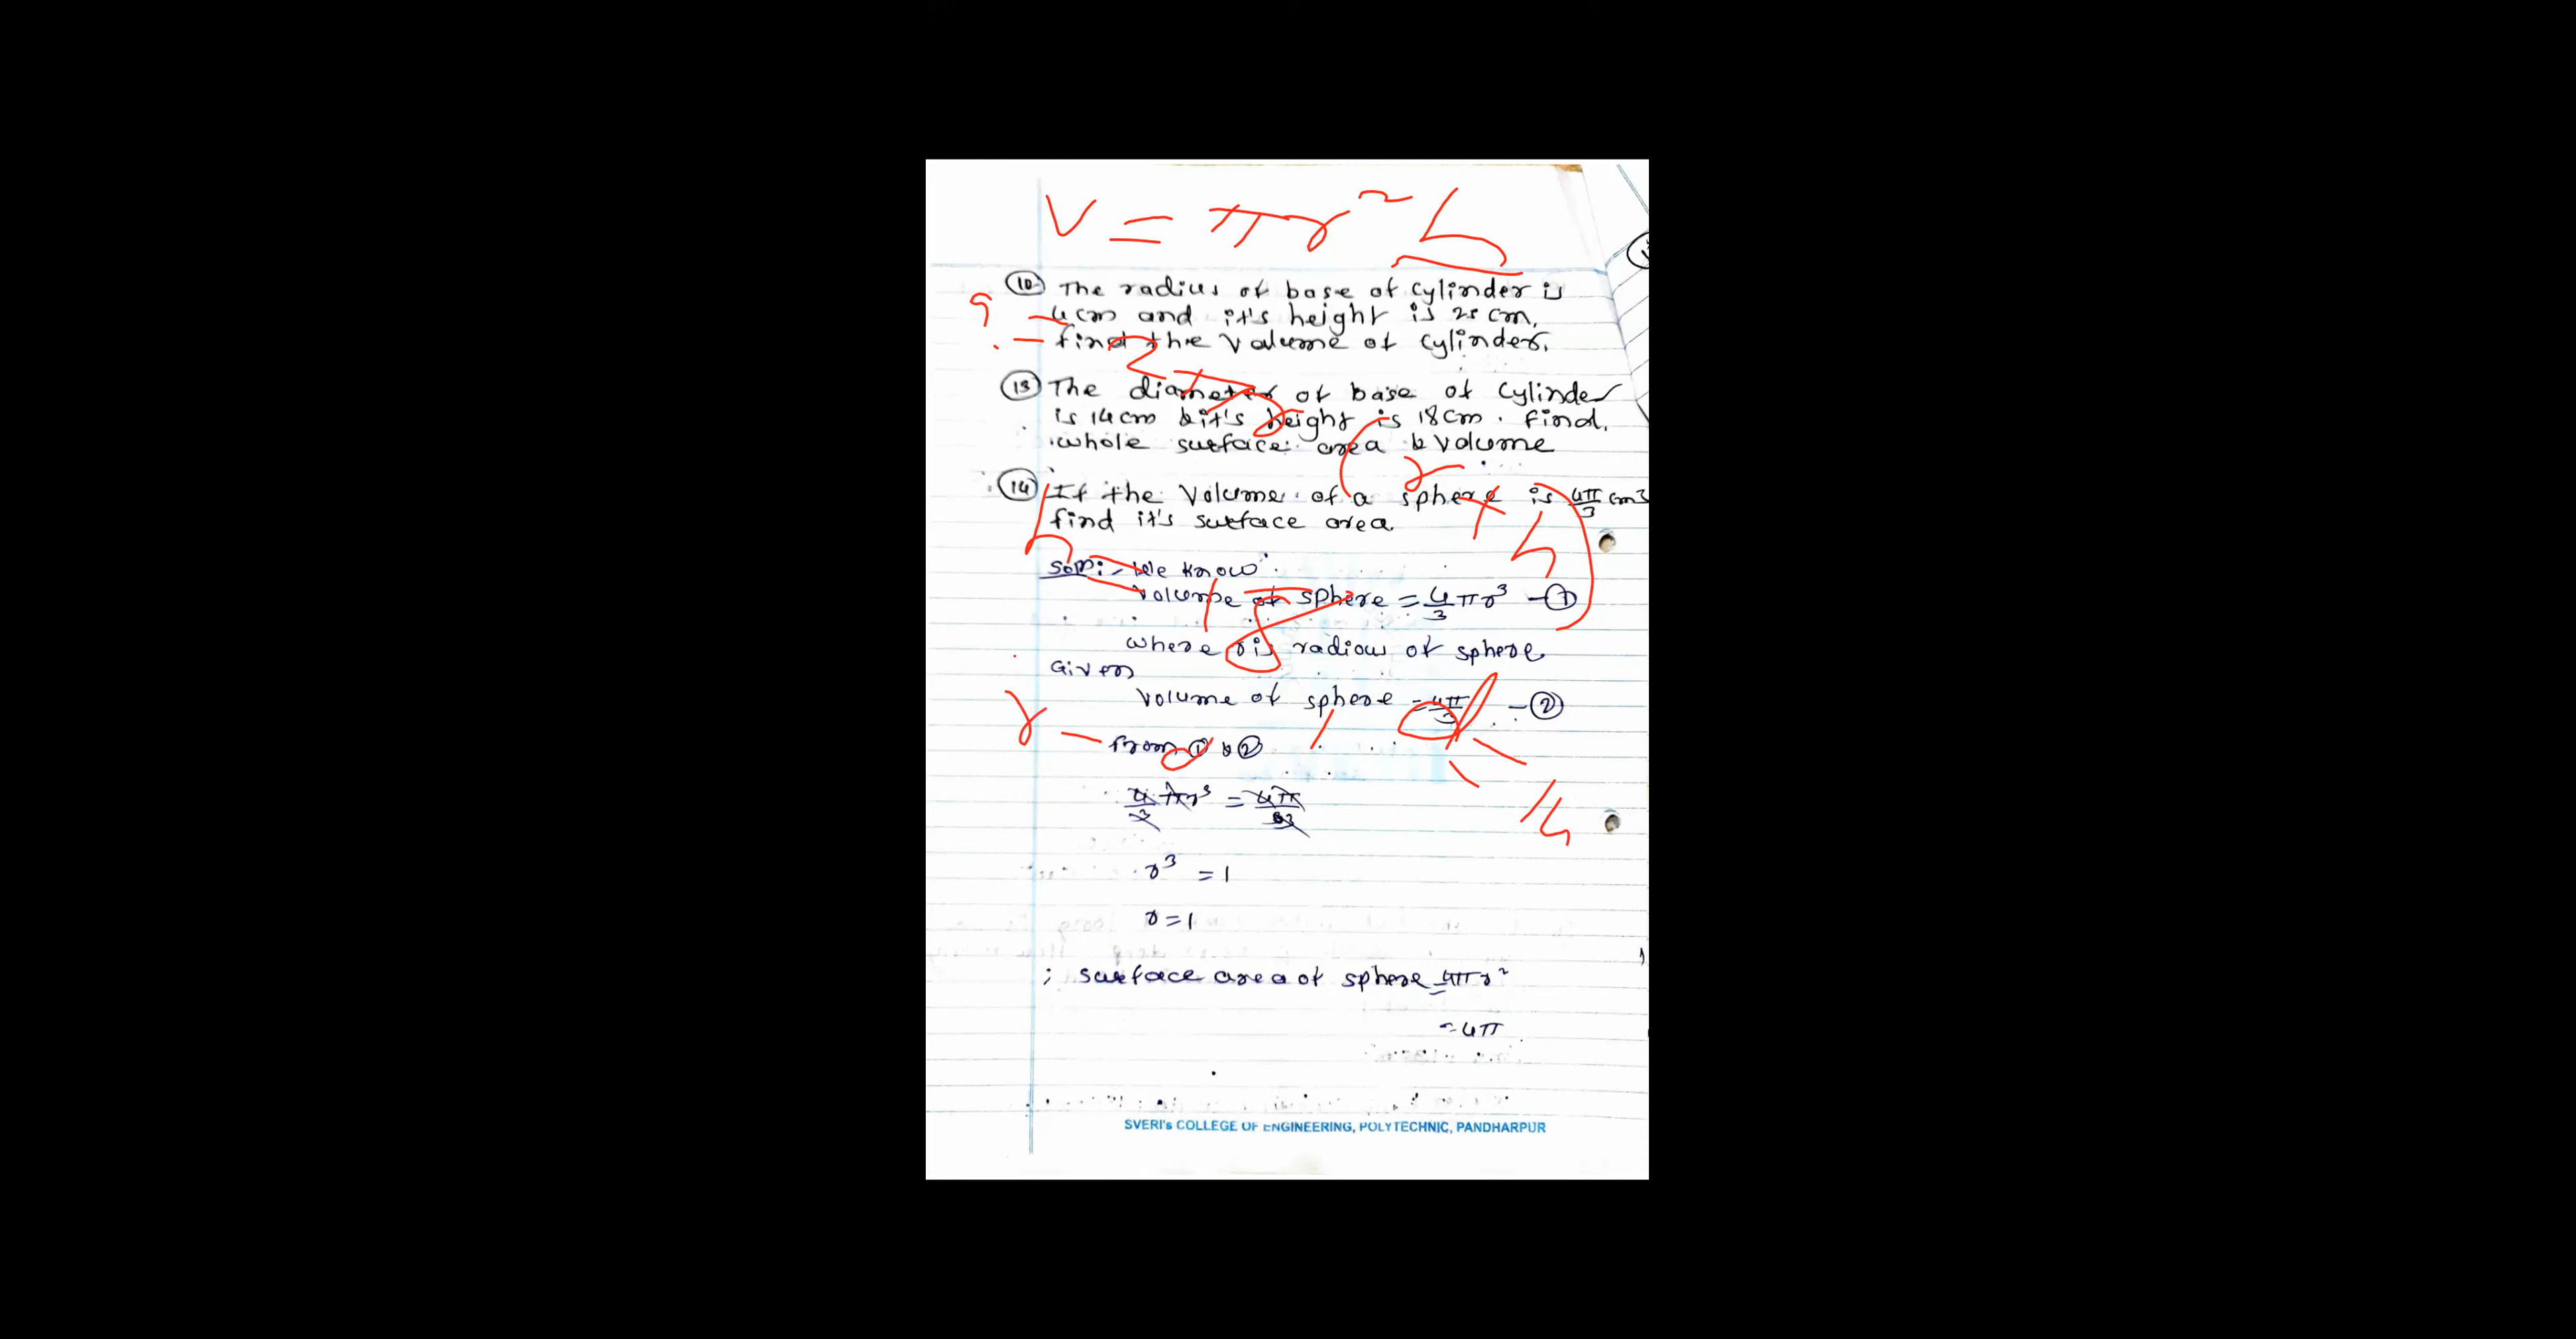 V = πr²h
⑩ The radius of base of cylinder is
4cm and it's height is 25 cm.
find the volume of cylinder.
⑬ The diameter of base of cylinder
is 14cm & it's height is 18cm. find
whole surface area & volume
2πr(r+h)
⑭ If the volume of a sphere is 4π/3 cm3
find it's surface area.
h = 18
Soln:- We know
volume of sphere = 4/3 πr³ —①
where r is radious of sphere
Given
volume of sphere = 4π/3 —②
r —
from ① & ②
4/3 πr³ = 4π/3
r³ = 1
r=1
; surface area of sphere = 4πr²
= 4π
SVERI's COLLEGE OF ENGINEERING, POLYTECHNIC, PANDHARPUR